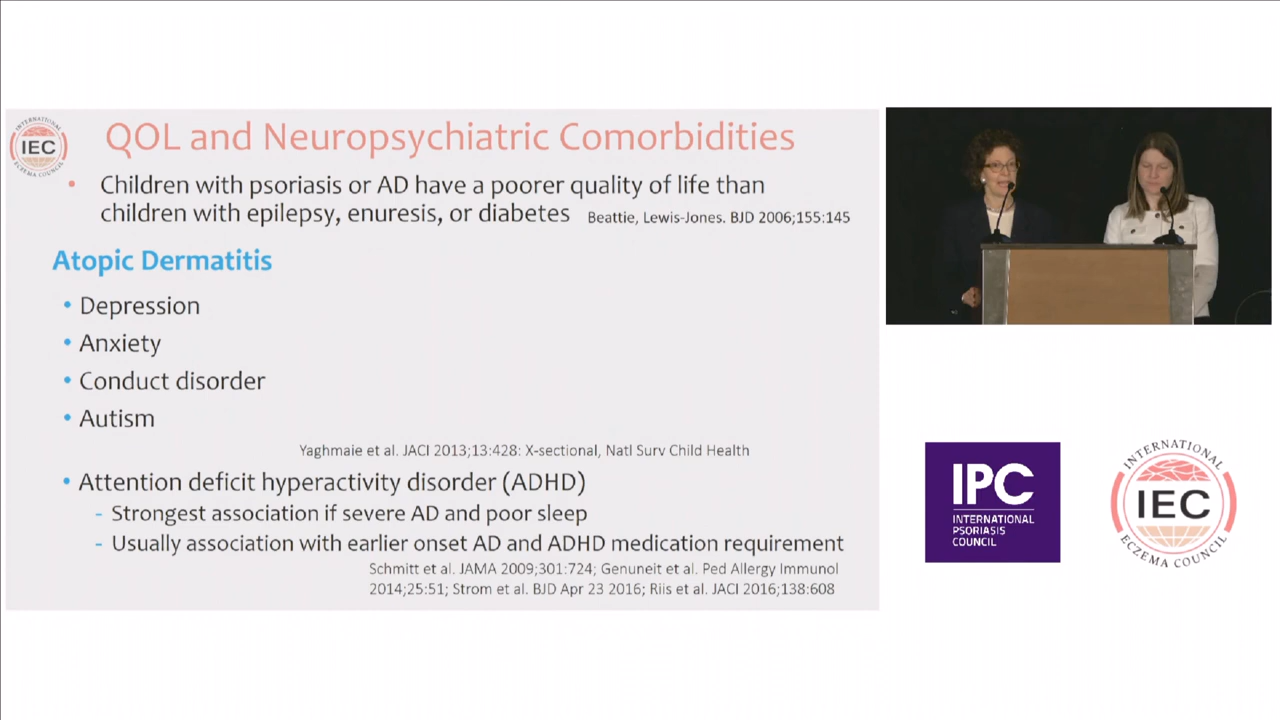 INTERNATIONAL
IEC
ECZEMA COUNCIL
QOL and Neuropsychiatric Comorbidities
• Children with psoriasis or AD have a poorer quality of life than
children with epilepsy, enuresis, or diabetes Beattie, Lewis-Jones. BJD 2006;155:145
Atopic Dermatitis
• Depression
• Anxiety
• Conduct disorder
• Autism
Yaghmaie et al. JACI 2013;13:428: X-sectional, Natl Surv Child Health
• Attention deficit hyperactivity disorder (ADHD)
- Strongest association if severe AD and poor sleep
- Usually association with earlier onset AD and ADHD medication requirement
Schmitt et al. JAMA 2009;301:724; Genuneit et al. Ped Allergy Immunol
2014;25:51; Strom et al. BJD Apr 23 2016; Riis et al. JACI 2016;138:608
IPC
INTERNATIONAL
PSORIASIS
COUNCIL
INTERNATIONAL
IEC
ECZEMA COUNCIL